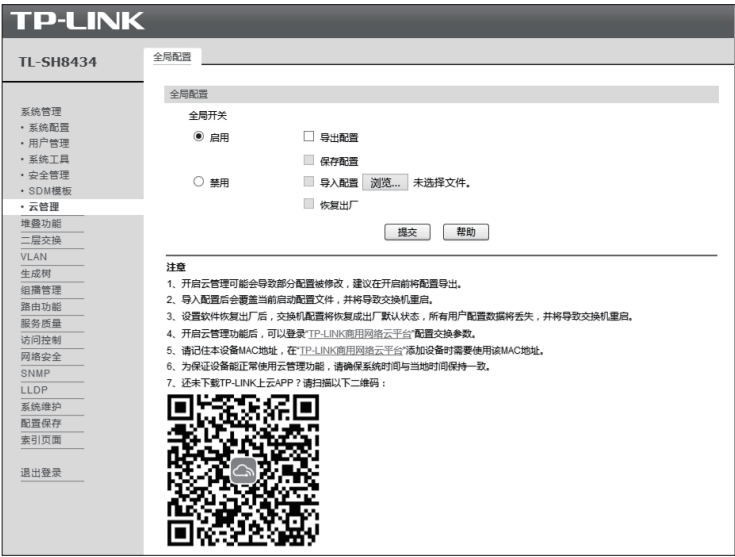 TP-LINK
TL-SH8434
全局配置
系统管理
• 系统配置
• 用户管理
• 系统工具
• 安全管理
• SDM模板
• 云管理
堆叠功能
二层交换
VLAN
生成树
组播管理
路由功能
服务质量
访问控制
网络安全
SNMP
LLDP
系统维护
配置保存
索引页面
退出登录
全局配置
全局开关
启用 导出配置
保存配置
禁用 导入配置 浏览... 未选择文件。
恢复出厂
提交 帮助
注意
1、开启云管理可能会导致部分配置被修改，建议在开启前将配置导出。
2、导入配置后会覆盖当前启动配置文件，并将导致交换机重启。
3、设置软件恢复出厂后，交换机配置将恢复成出厂默认状态，所有用户配置数据将丢失，并将导致交换机重启。
4、开启云管理功能后，可以登录“TP-LINK商用网络云平台”配置交换参数。
5、请记住本设备MAC地址，在“TP-LINK商用网络云平台”添加设备时需要使用该MAC地址。
6、为保证设备能正常使用云管理功能，请确保系统时间与当地时间保持一致。
7、还未下载TP-LINK上云APP？请扫描以下二维码：